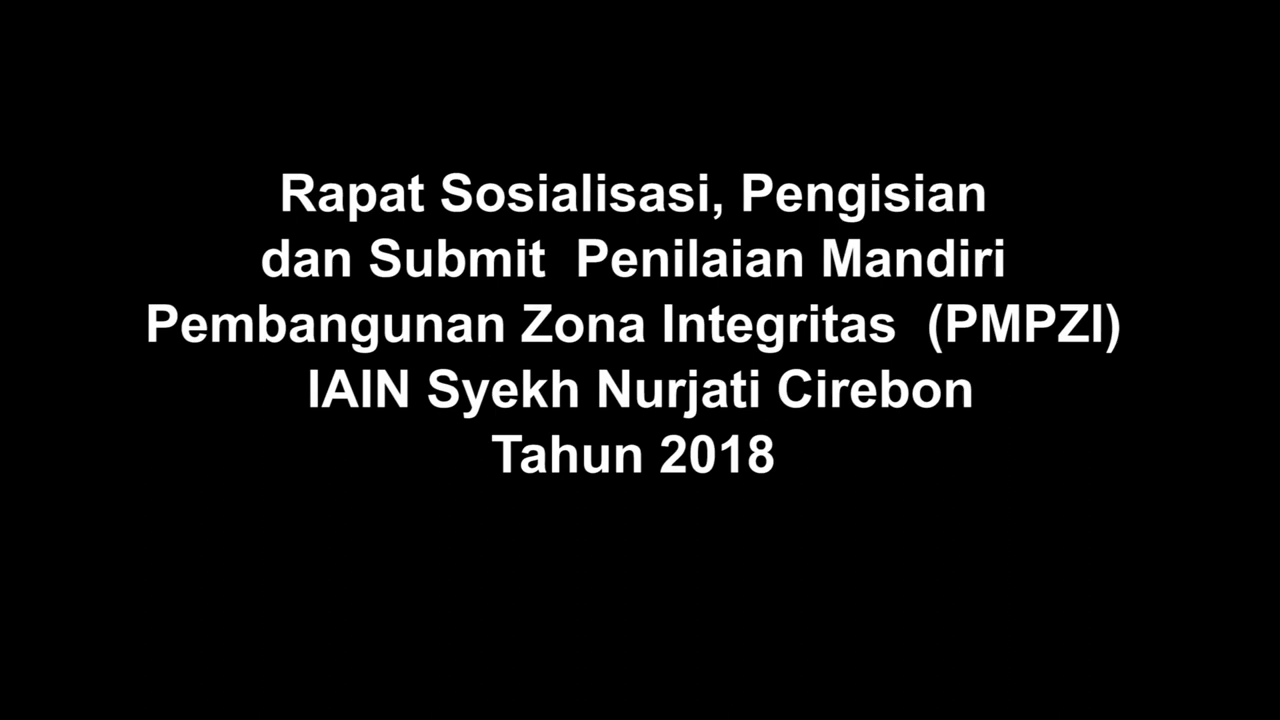 Rapat Sosialisasi, Pengisian
dan Submit Penilaian Mandiri
Pembangunan Zona Integritas (PMPZI)
IAIN Syekh Nurjati Cirebon
Tahun 2018